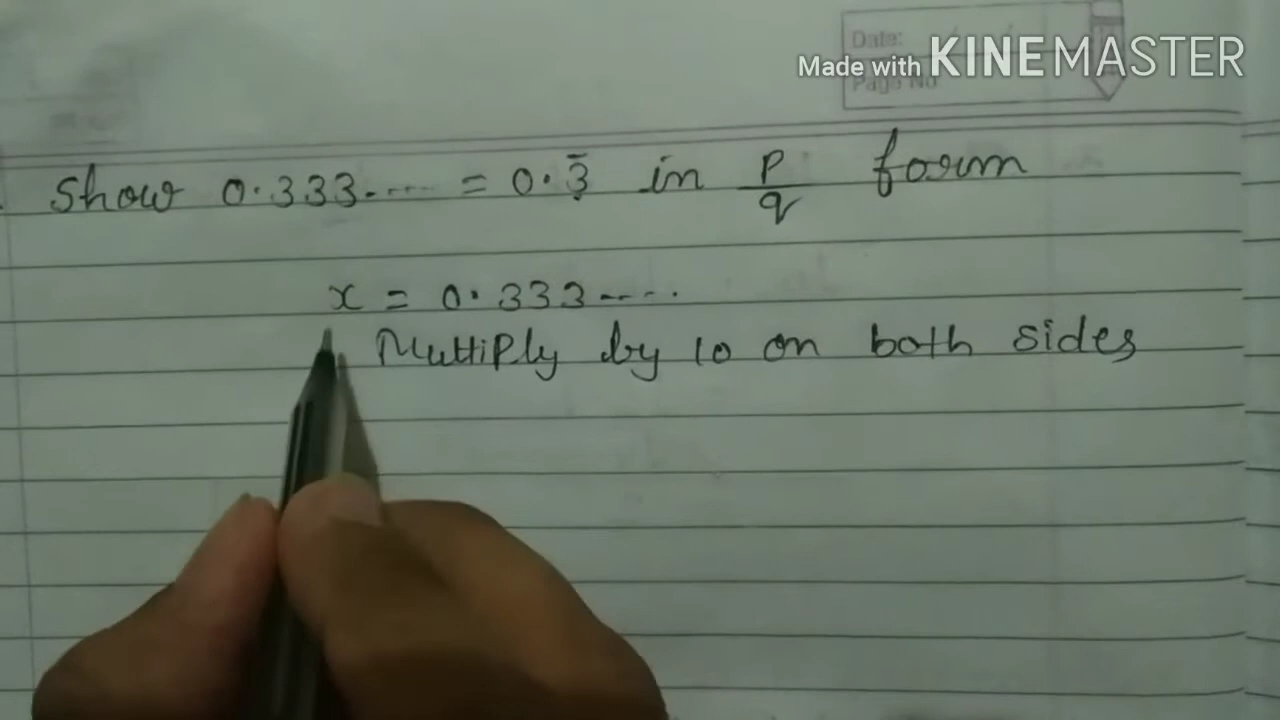 Date:
Made with KINEMASTER
Page No
Show 0.333.... = 0.3̄ in p/q form
x = 0.333....
Multiply by 10 on both sides